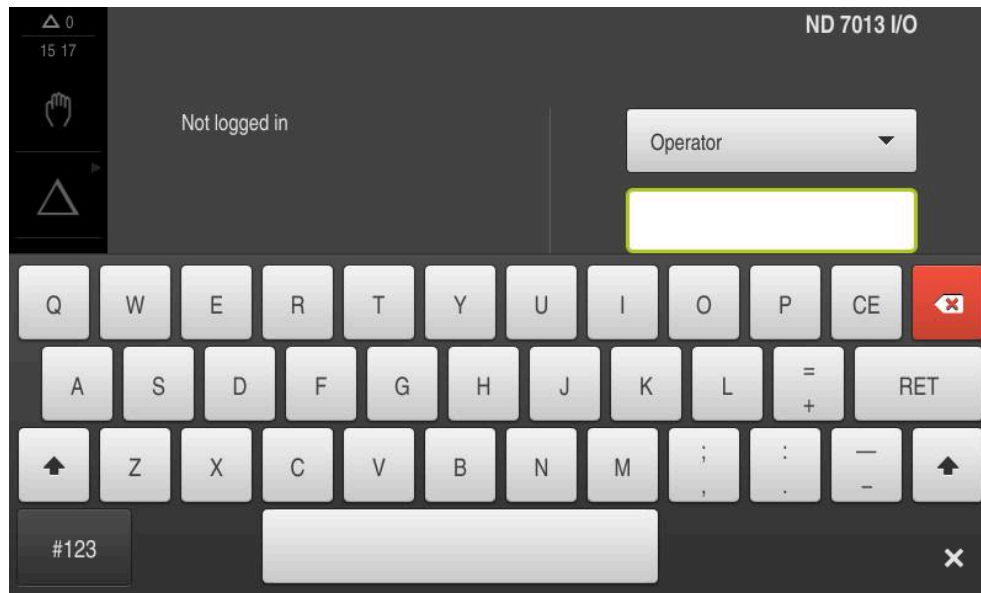 0
15 17
ND 7013 I/O
Not logged in
Operator
Q W E R T Y U I O P CE
A S D F G H J K L = + RET
Z X C V B N M ; , : . — –
#123